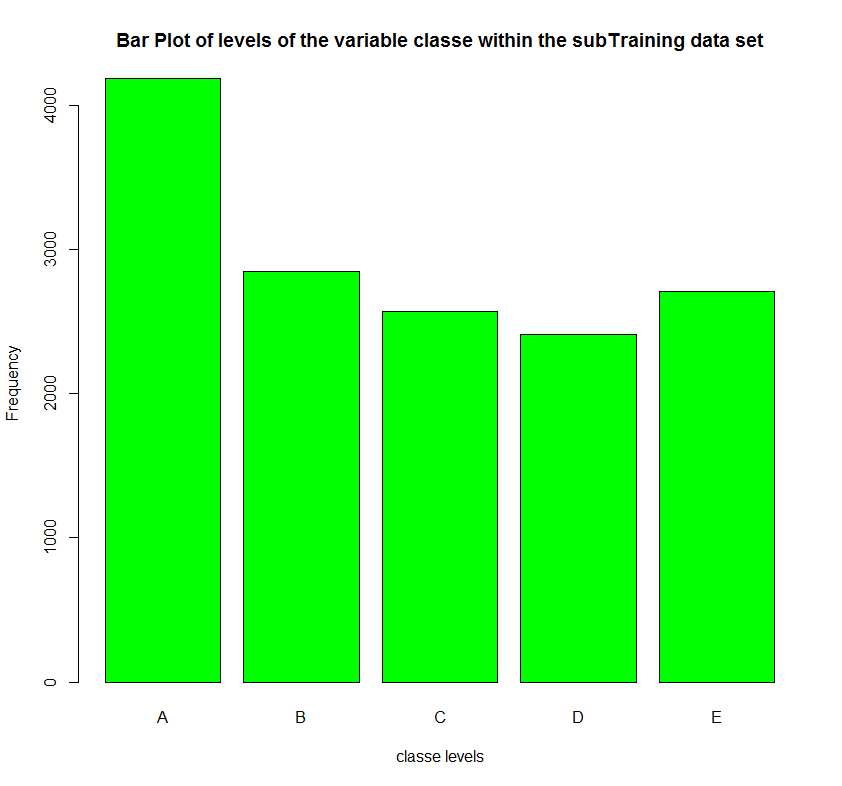 Bar Plot of levels of the variable classe within the subTraining data set
Frequency
4000
3000
2000
1000
0
A B C D E
classe levels